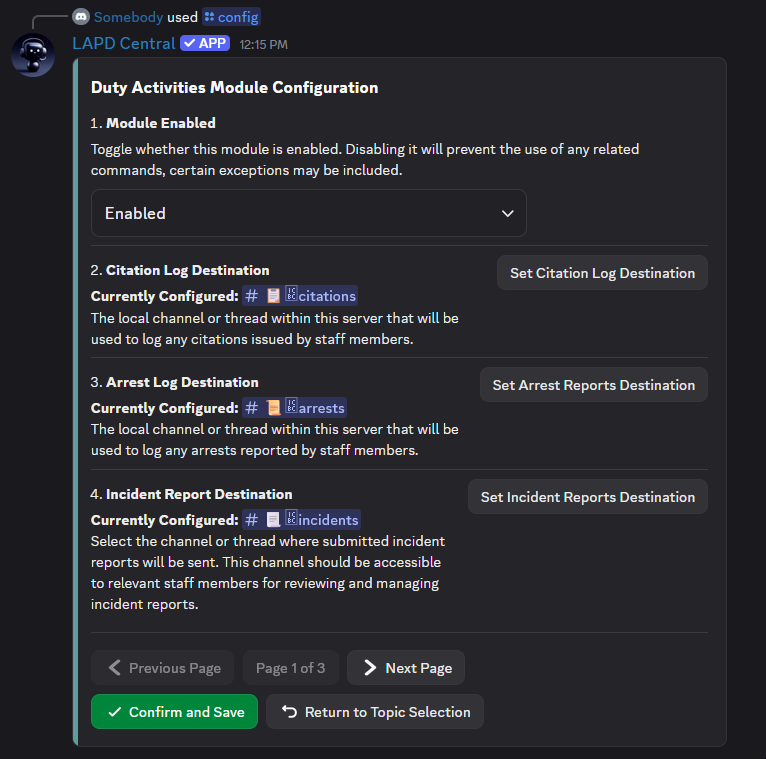 Somebody used config
LAPD Central APP 12:15 PM
Duty Activities Module Configuration
1. Module Enabled
Toggle whether this module is enabled. Disabling it will prevent the use of any related
commands, certain exceptions may be included.
Enabled
2. Citation Log Destination
Set Citation Log Destination
Currently Configured: # 📋 citations
The local channel or thread within this server that will be
used to log any citations issued by staff members.
3. Arrest Log Destination
Set Arrest Reports Destination
Currently Configured: # 📜 arrests
The local channel or thread within this server that will be
used to log any arrests reported by staff members.
4. Incident Report Destination
Set Incident Reports Destination
Currently Configured: # 📃 incidents
Select the channel or thread where submitted incident
reports will be sent. This channel should be accessible
to relevant staff members for reviewing and managing
incident reports.
Previous Page Page 1 of 3 Next Page
Confirm and Save Return to Topic Selection